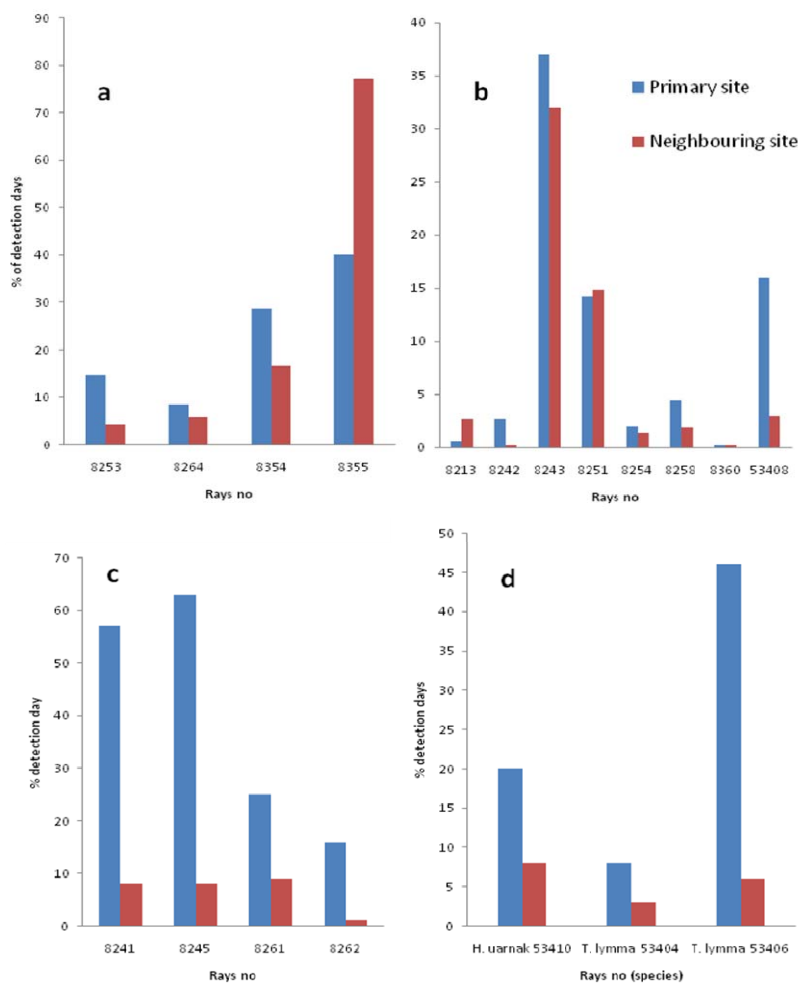 90
80
70
60
50
40
30
20
10
0
a
% of detection days
8253 8264 8354 8355
Rays no
40
35
30
25
20
15
10
5
0
b
Primary site
Neighbouring site
8213 8242 8243 8251 8254 8258 8360 53408
Rays no
70
60
50
40
30
20
10
0
c
% detection day
8241 8245 8261 8262
Rays no
50
45
40
35
30
25
20
15
10
5
0
d
% detection days
H. uarnak 53410 T. lymma 53404 T. lymma 53406
Rays no (species)